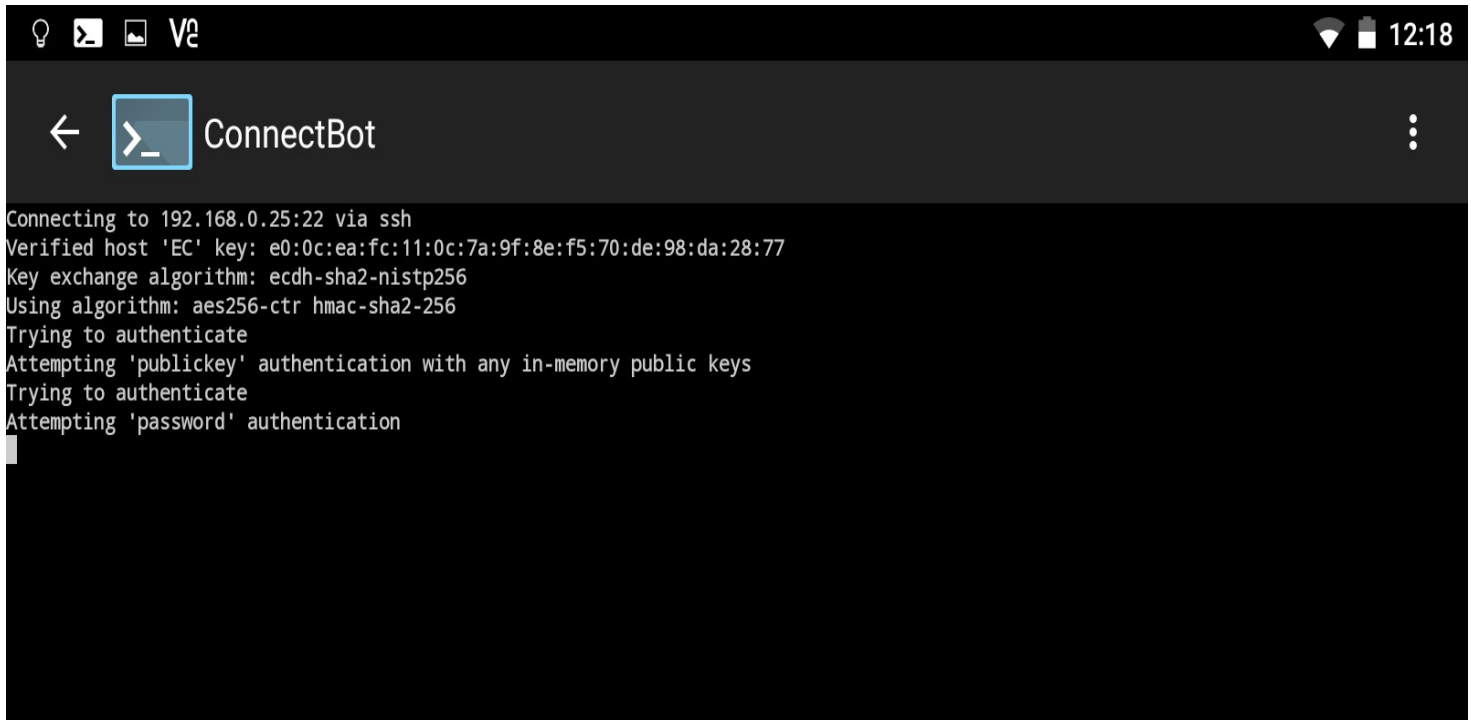 VNC 12:18
>_ ConnectBot
Connecting to 192.168.0.25:22 via ssh
Verified host 'EC' key: e0:0c:ea:fc:11:0c:7a:9f:8e:f5:70:de:98:da:28:77
Key exchange algorithm: ecdh-sha2-nistp256
Using algorithm: aes256-ctr hmac-sha2-256
Trying to authenticate
Attempting 'publickey' authentication with any in-memory public keys
Trying to authenticate
Attempting 'password' authentication